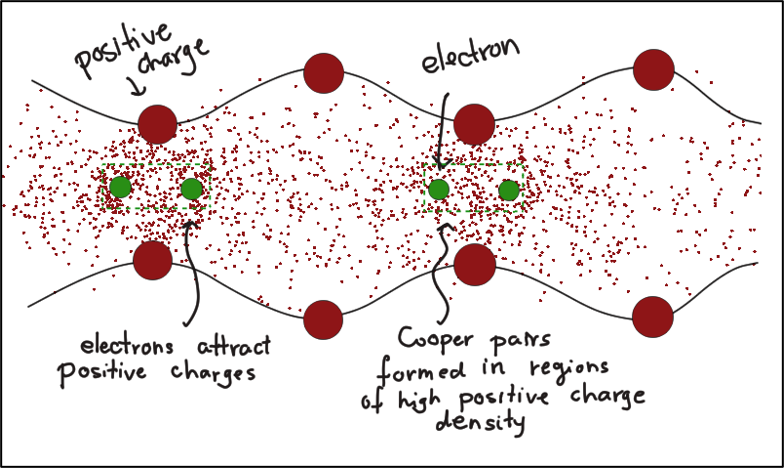 positive
charge
electron
electrons attract
positive charges
Cooper pairs
formed in regions
of high positive charge
density